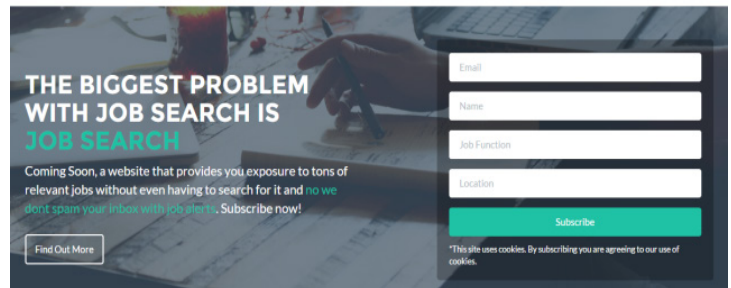 THE BIGGEST PROBLEM
WITH JOB SEARCH IS
JOB SEARCH
Coming Soon, a website that provides you exposure to tons of
relevant jobs without even having to search for it and no we
dont spam your inbox with job alerts. Subscribe now!
Find Out More
Email
Name
Job Function
Location
Subscribe
*This site uses cookies. By subscribing you are agreeing to our use of
cookies.